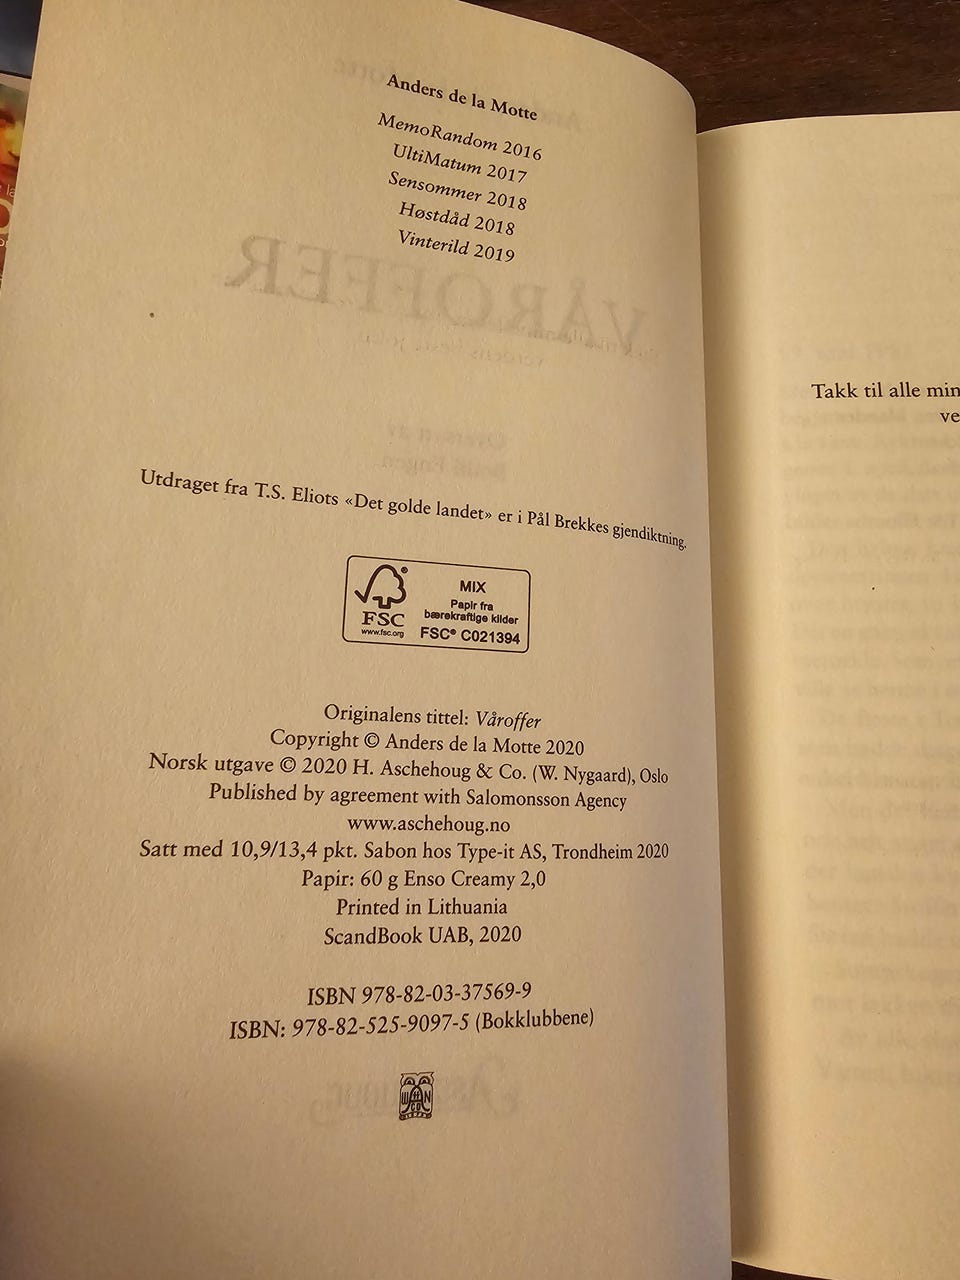 Anders de la Motte
MemoRandom 2016
UltiMatum 2017
Sensommer 2018
Høstdåd 2018
Vinterild 2019
VÅROFFER
Utdraget fra T.S. Eliots «Det golde landet» er i Pål Brekkes gjendiktning.
FSC
www.fsc.org
MIX
Papir fra
bærekraftige kilder
FSC® C021394
Originalens tittel: Våroffer
Copyright © Anders de la Motte 2020
Norsk utgave © 2020 H. Aschehoug & Co. (W. Nygaard), Oslo
Published by agreement with Salomonsson Agency
www.aschehoug.no
Satt med 10,9/13,4 pkt. Sabon hos Type-it AS, Trondheim 2020
Papir: 60 g Enso Creamy 2,0
Printed in Lithuania
ScandBook UAB, 2020
ISBN 978-82-03-37569-9
ISBN: 978-82-525-9097-5 (Bokklubbene)
Takk til alle min
ve